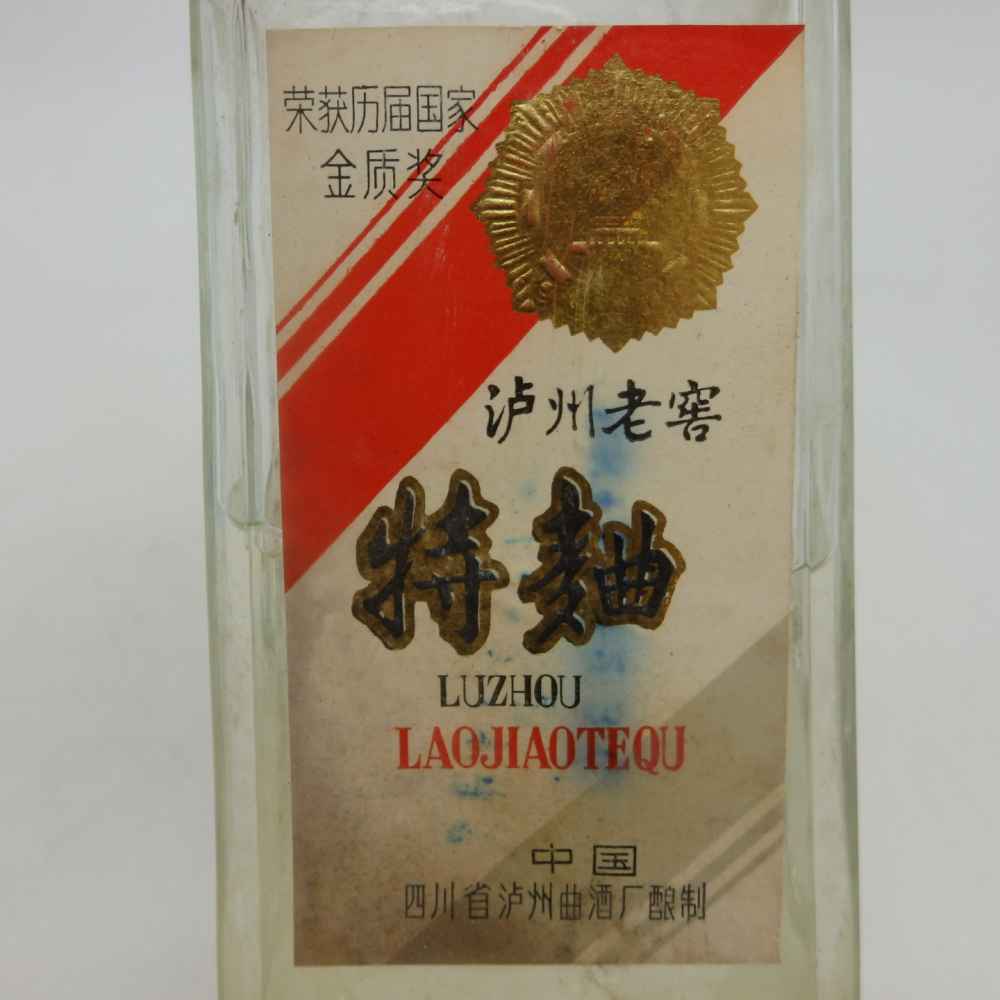 荣获历届国家
金质奖
泸州老窖
特麯
LUZHOU
LAOJIAOTEQU
中国
四川省泸州曲酒厂酿制